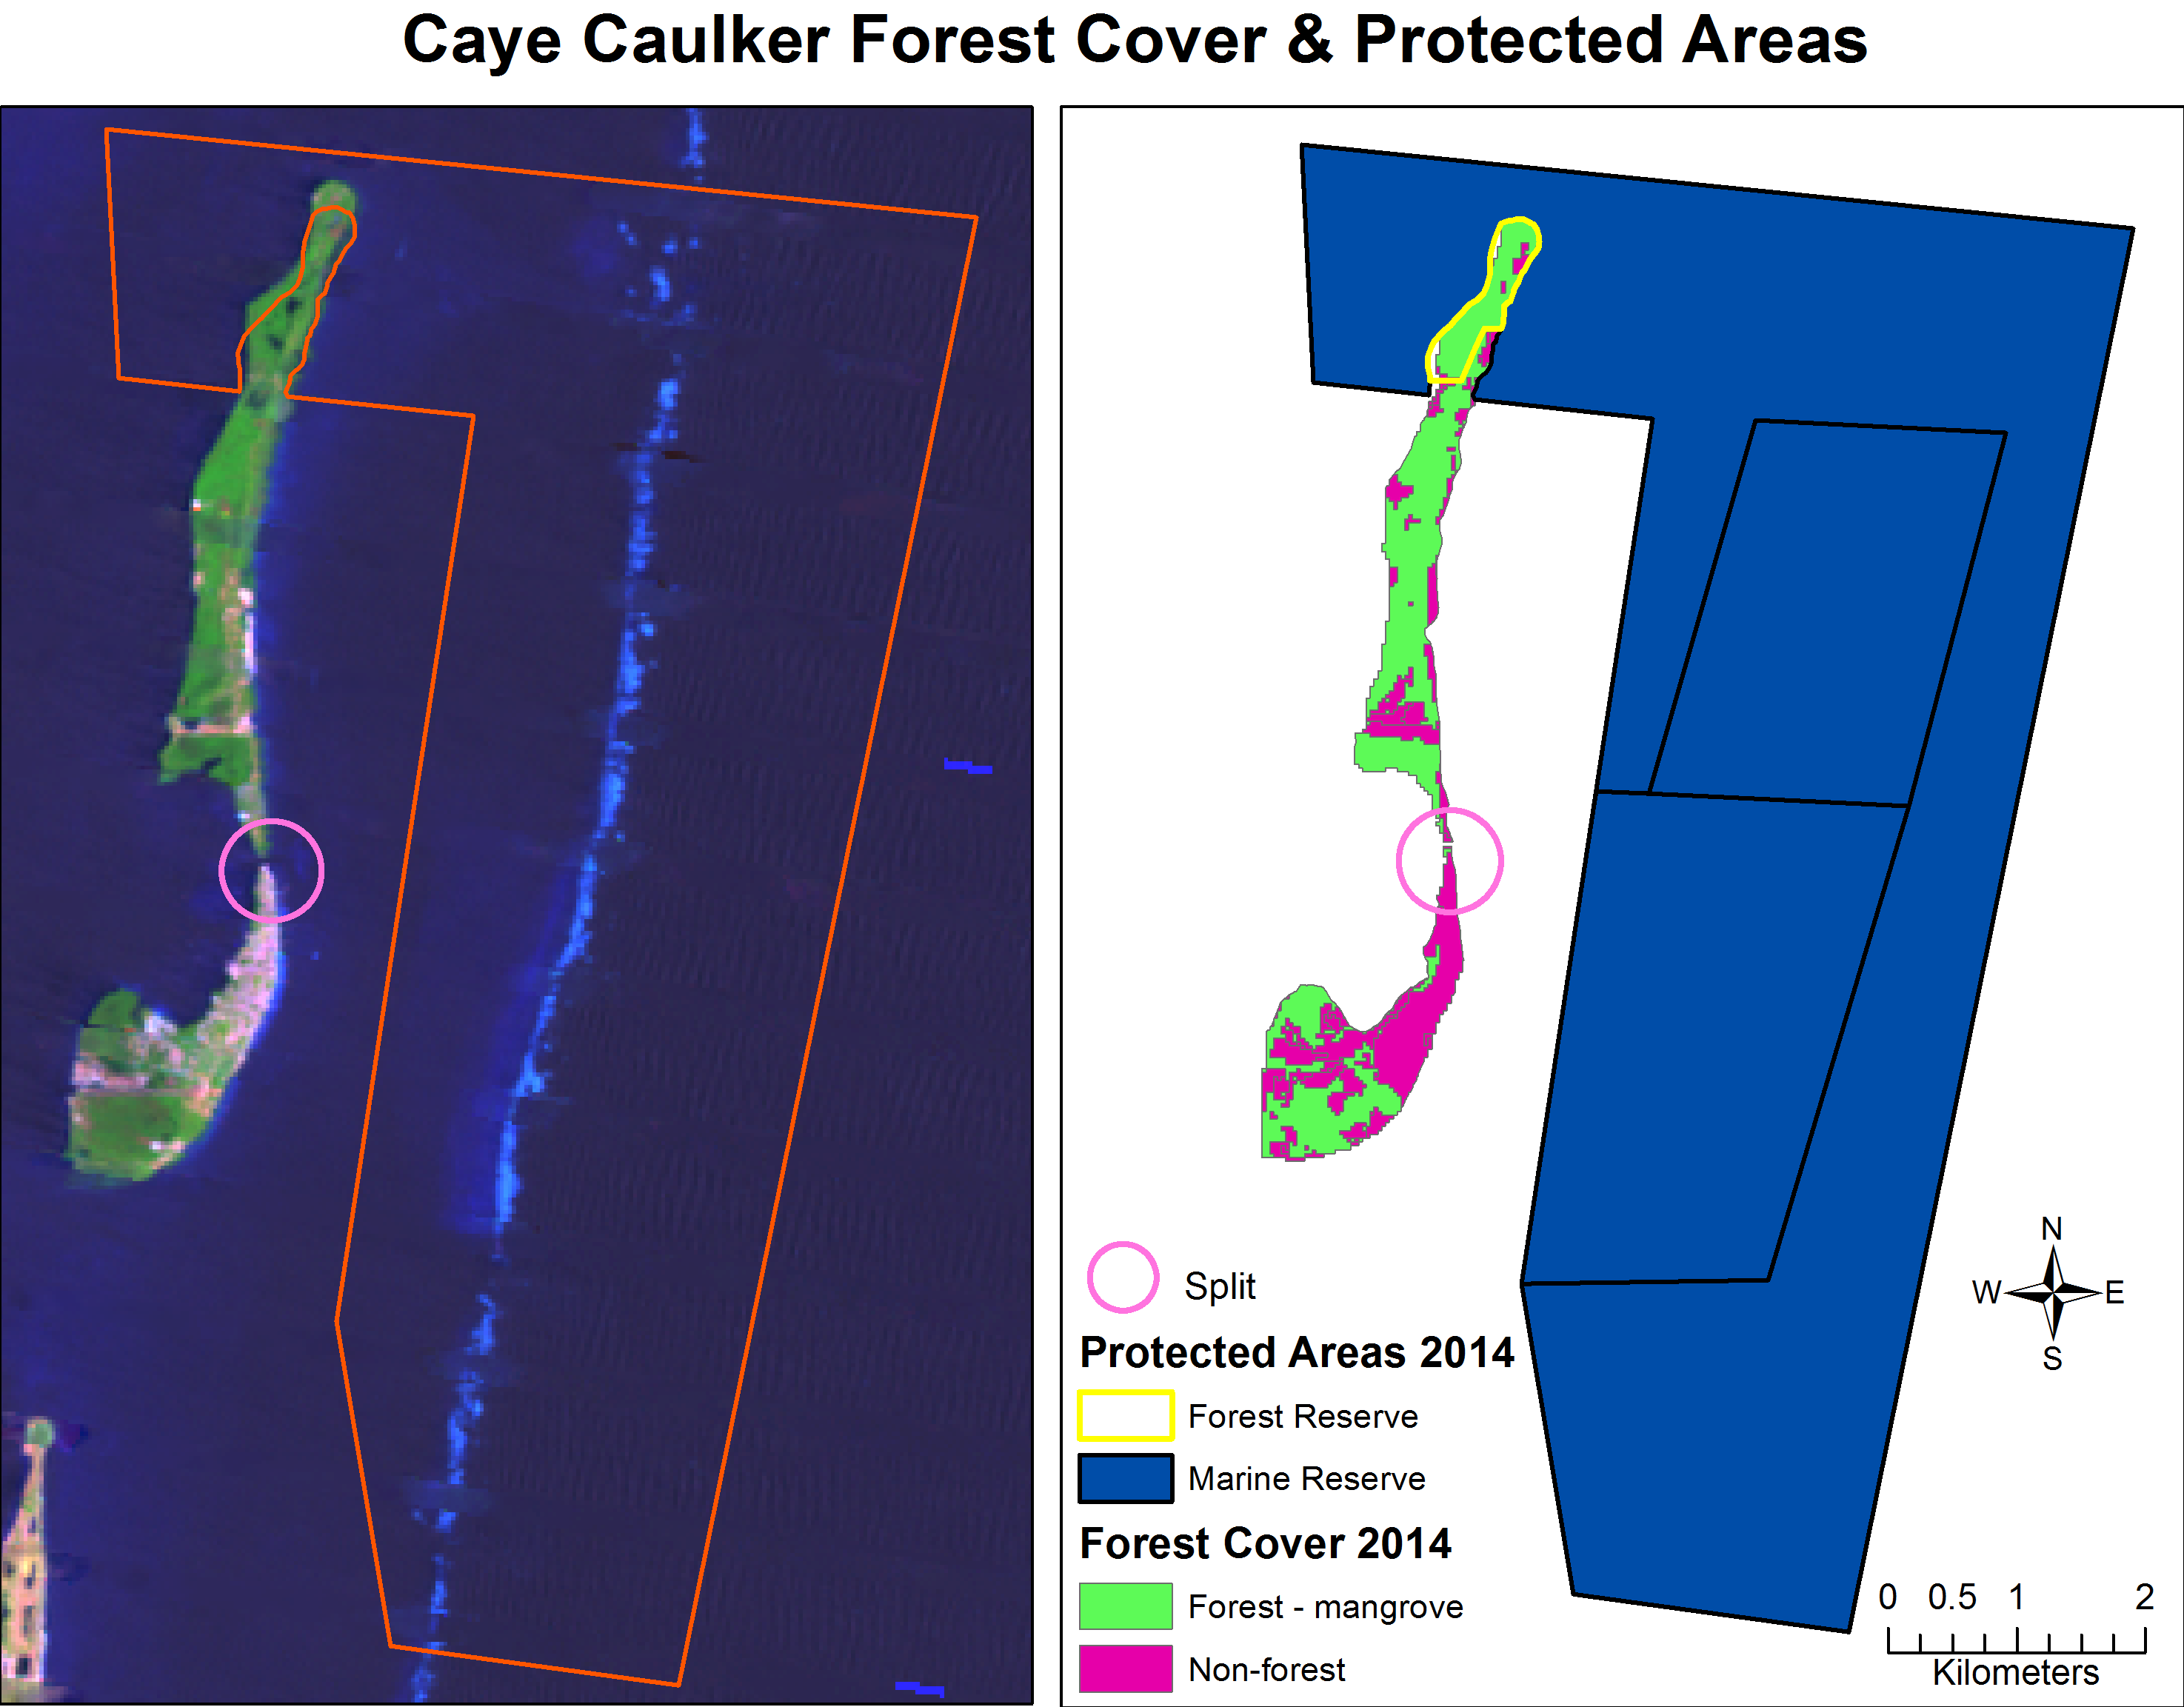 Caye Caulker Forest Cover & Protected Areas
Split
Protected Areas 2014
Forest Reserve
Marine Reserve
Forest Cover 2014
Forest - mangrove
Non-forest
N
W E
S
0 0.5 1 2
Kilometers